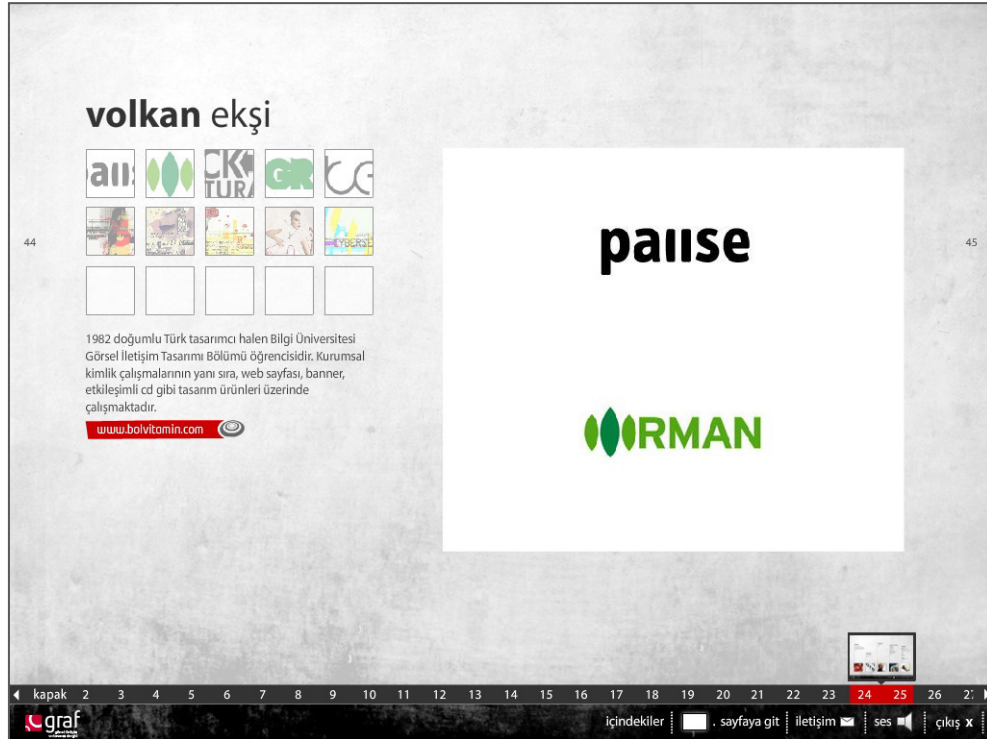 volkan ekşi
44
45
1982 doğumlu Türk tasarımcı halen Bilgi Üniversitesi
Görsel İletişim Tasarımı Bölümü öğrencisidir. Kurumsal
kimlik çalışmalarının yanı sıra, web sayfası, banner,
etkileşimli cd gibi tasarım ürünleri üzerinde
çalışmaktadır.
www.bolvitamin.com
pause
ORMAN
kapak 2 3 4 5 6 7 8 9 10 11 12 13 14 15 16 17 18 19 20 21 22 23 24 25 26
graf
içindekiler . sayfaya git iletişim ses çıkış x